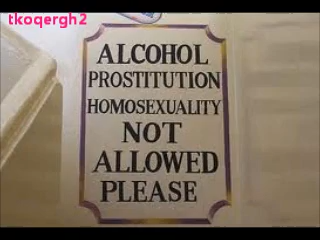 tkoqergh2
ALCOHOL
PROSTITUTION
HOMOSEXUALITY
NOT
ALLOWED
PLEASE